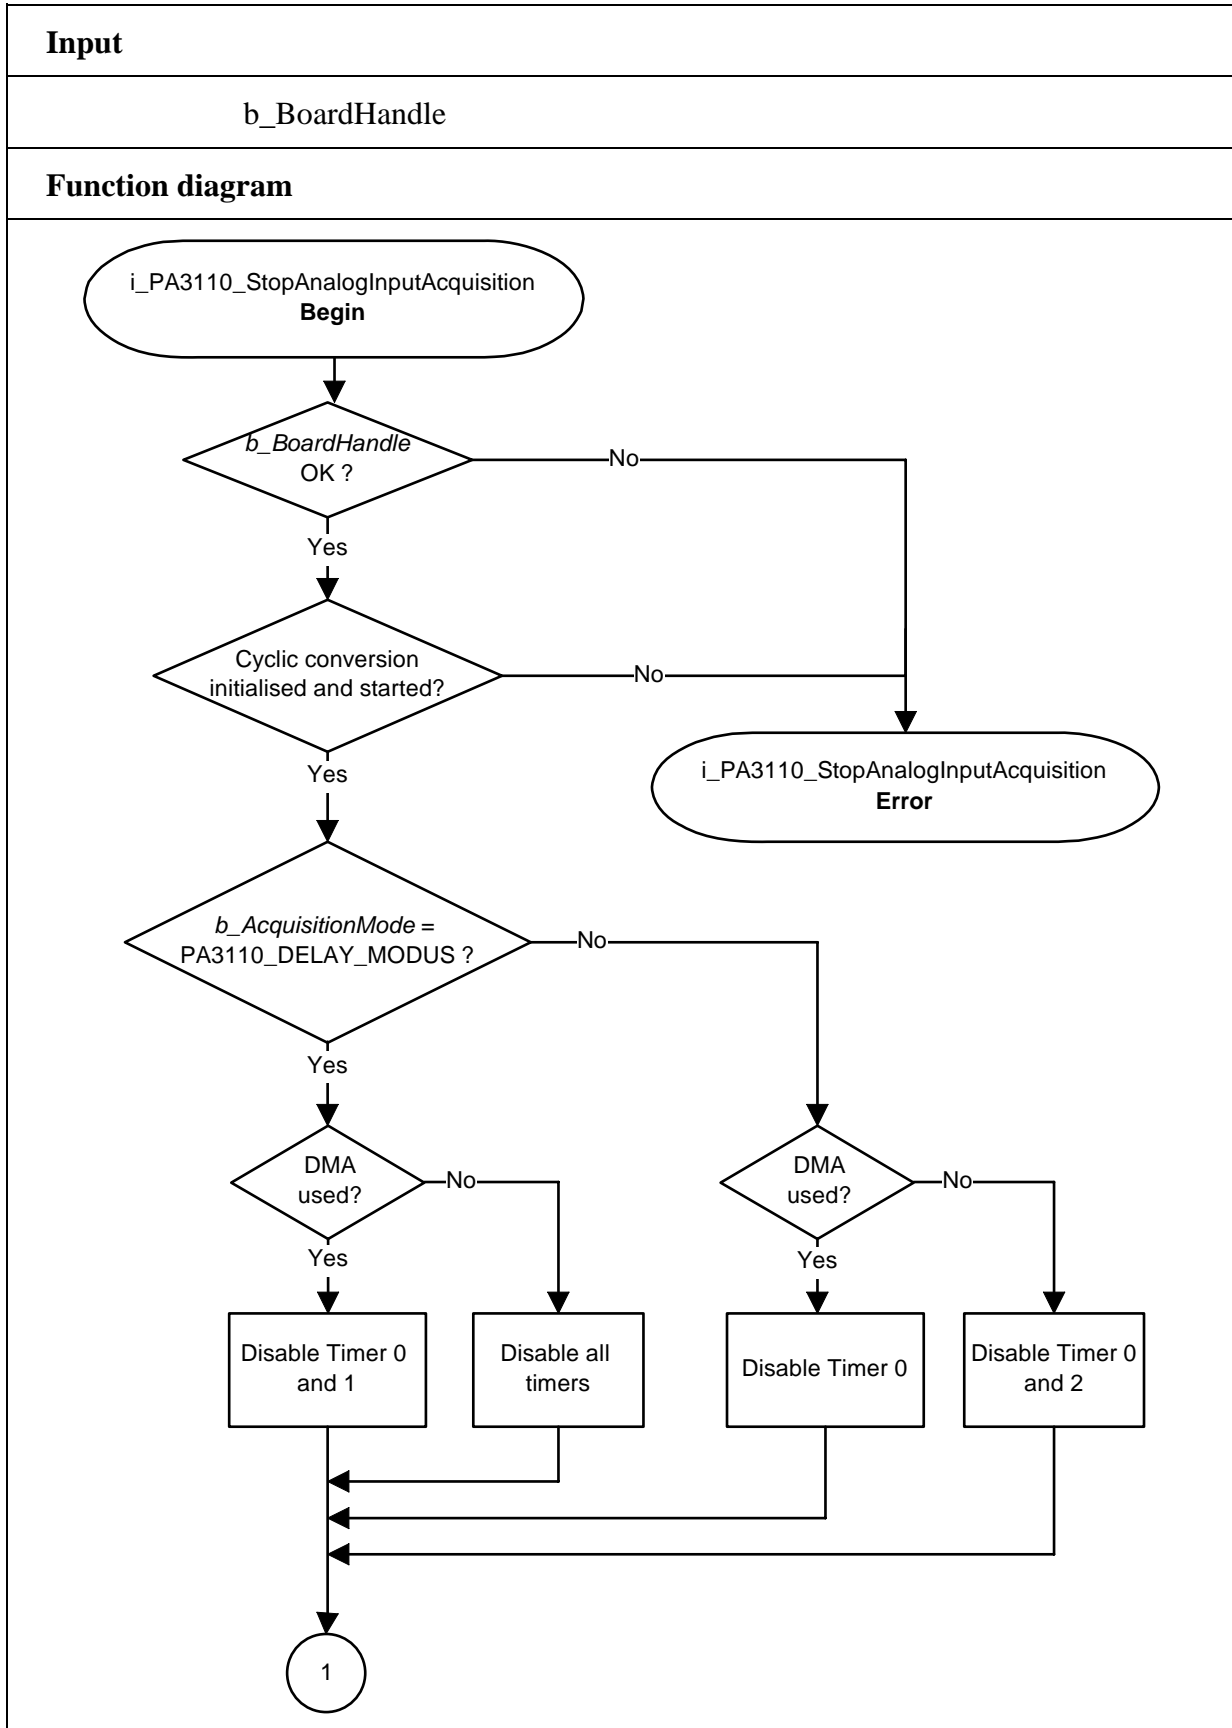 Input
b_BoardHandle
Function diagram
i_PA3110_StopAnalogInputAcquisition
Begin
b_BoardHandle
OK ?
No
Yes
Cyclic conversion
initialised and started?
No
Yes
i_PA3110_StopAnalogInputAcquisition
Error
b_AcquisitionMode =
PA3110_DELAY_MODUS ?
No
Yes
DMA
used?
No
Yes
DMA
used?
No
Yes
Disable Timer 0
and 1
Disable all
timers
Disable Timer 0
Disable Timer 0
and 2
1